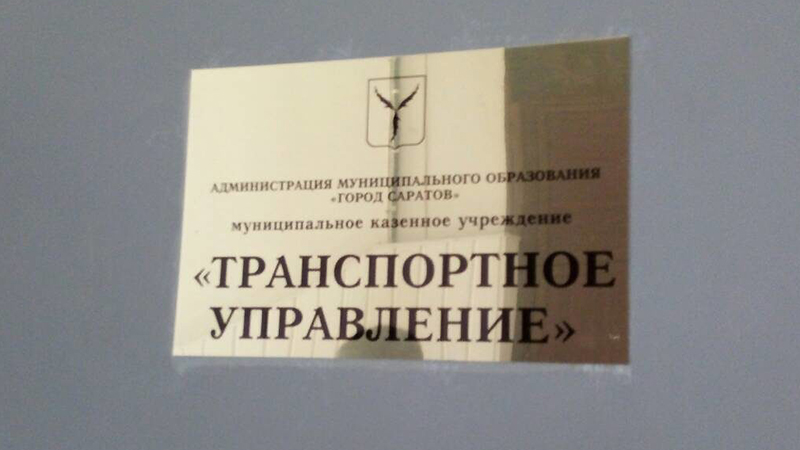 АДМИНИСТРАЦИЯ МУНИЦИПАЛЬНОГО ОБРАЗОВАНИЯ
«ГОРОД САРАТОВ»
муниципальное казенное учреждение
«ТРАНСПОРТНОЕ
УПРАВЛЕНИЕ»